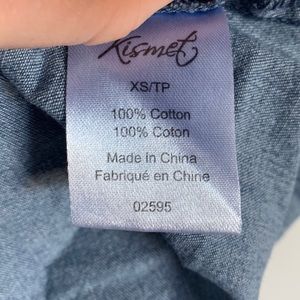 Kismet
XS/TP
100% Cotton
100% Coton
Made in China
Fabriqué en Chine
02595